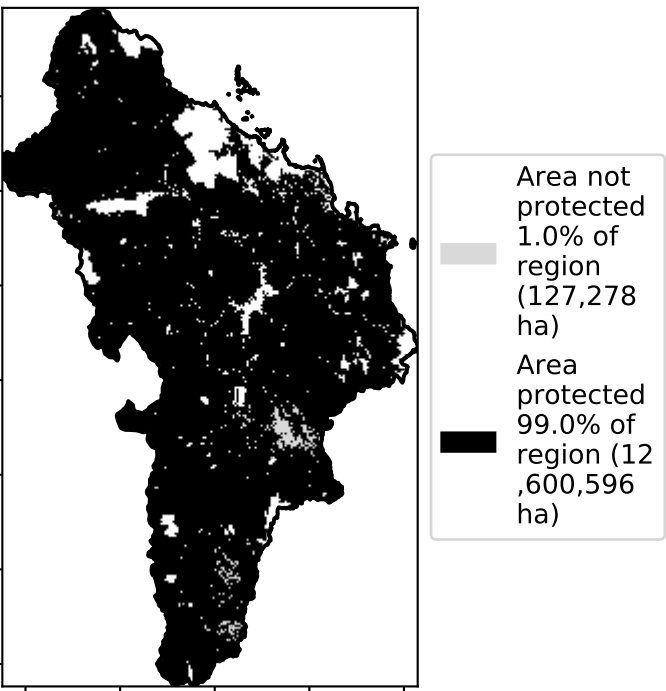 Area not
protected
1.0% of
region
(127,278
ha)
Area
protected
99.0% of
region (12
,600,596
ha)